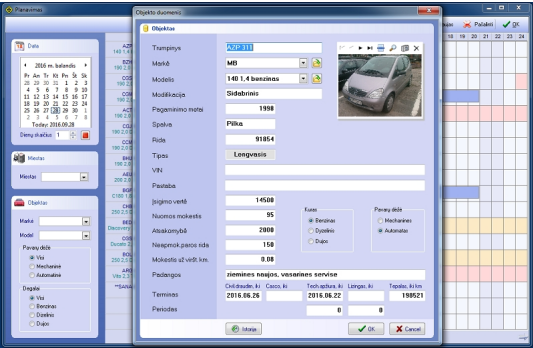 Planavimas
Objekto duomenys
Objektas
Trumpinys AZP 311
Markė MB
Modelis 140 1,4 benzinas
Modifikacija Sidabrinis
Pagaminimo metai 1998
Spalva Pilka
Rida 91854
Tipas Lengvasis
VIN
Pastaba
Įsigijimo vertė 14500
Nuomos mokestis 95
Atsakomybė 2000
Neapmok.paros rida 150
Mokestis už viršt. km. 0.08
Kuras
Benzinas
Dyzelinis
Dujos
Pavarų dėžė
Mechaninės
Automatas
Padangos ziemines naujos, vasarines servise
Civil.draudim, iki Casco, iki Tech.apžiura, iki Liongas, iki Tepalas, iki km
Terminas 2016.06.26 2016.06.22 198521
Periodas 0 0
Istorija OK Cancel
Data
2016 m. balandis
Pr An Tr Kt Pn Št Sk
28 29 30 31 1 2 3
4 5 6 7 8 9 10
11 12 13 14 15 16 17
18 19 20 21 22 23 24
25 26 27 28 29 30 1
2 3 4 5 6 7 8
Today: 2016.09.28
Dienų skaičius 1
Miestas
Miestas
Objektas
Markė
Model
Pavarų dėžė
Visi
Mechaninė
Automatinė
Degalai
Visi
Benzinas
Dyzelinis
Dujos
Pašalinti OK
18 19 20 21 22 23 24